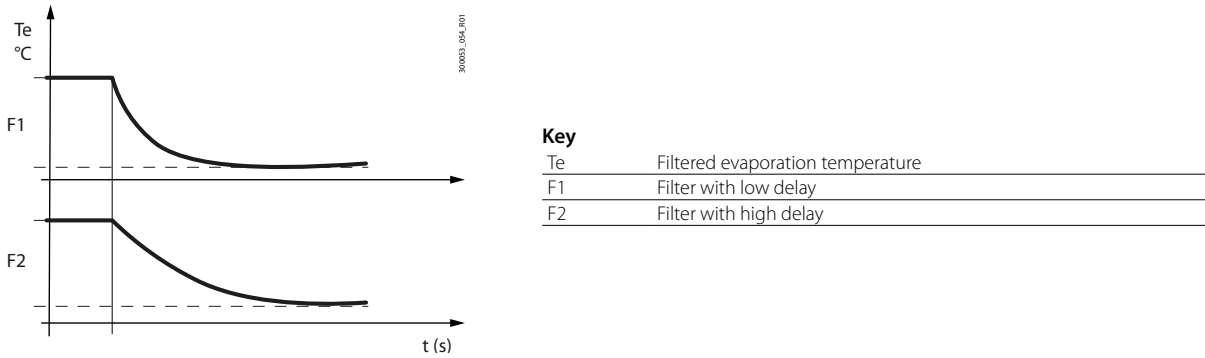 Te
°C
F1
F2
t (s)
300053_054_R01
Key
Te Filtered evaporation temperature
F1 Filter with low delay
F2 Filter with high delay